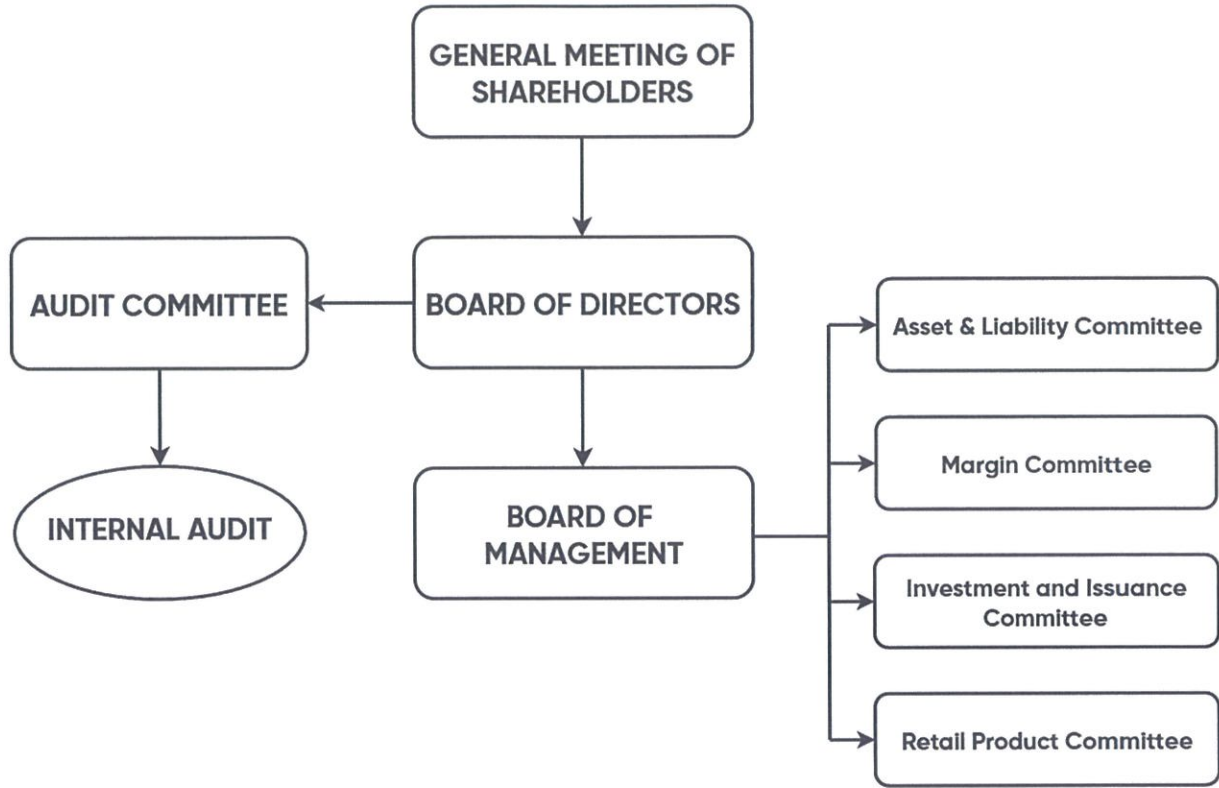 GENERAL MEETING OF
SHAREHOLDERS
AUDIT COMMITTEE
BOARD OF DIRECTORS
Asset & Liability Committee
Margin Committee
INTERNAL AUDIT
BOARD OF
MANAGEMENT
Investment and Issuance
Committee
Retail Product Committee